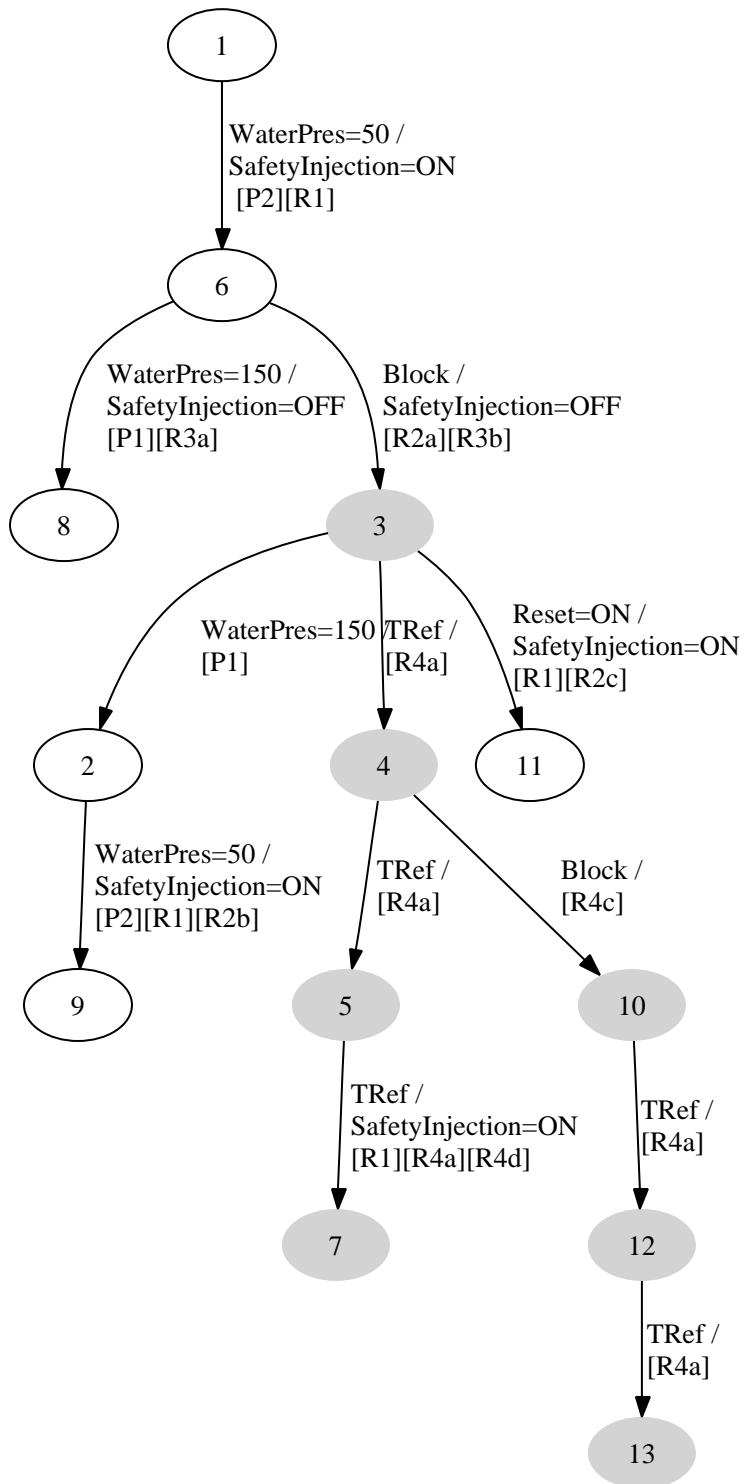 1
WaterPres=50 /
SafetyInjection=ON
[P2][R1]
6
WaterPres=150 /
SafetyInjection=OFF
[P1][R3a]
Block /
SafetyInjection=OFF
[R2a][R3b]
8
3
WaterPres=150 /
[P1]
TRef /
[R4a]
Reset=ON /
SafetyInjection=ON
[R1][R2c]
2
4
11
WaterPres=50 /
SafetyInjection=ON
[P2][R1][R2b]
TRef /
[R4a]
Block /
[R4c]
9
5
10
TRef /
SafetyInjection=ON
[R1][R4a][R4d]
TRef /
[R4a]
7
12
TRef /
[R4a]
13